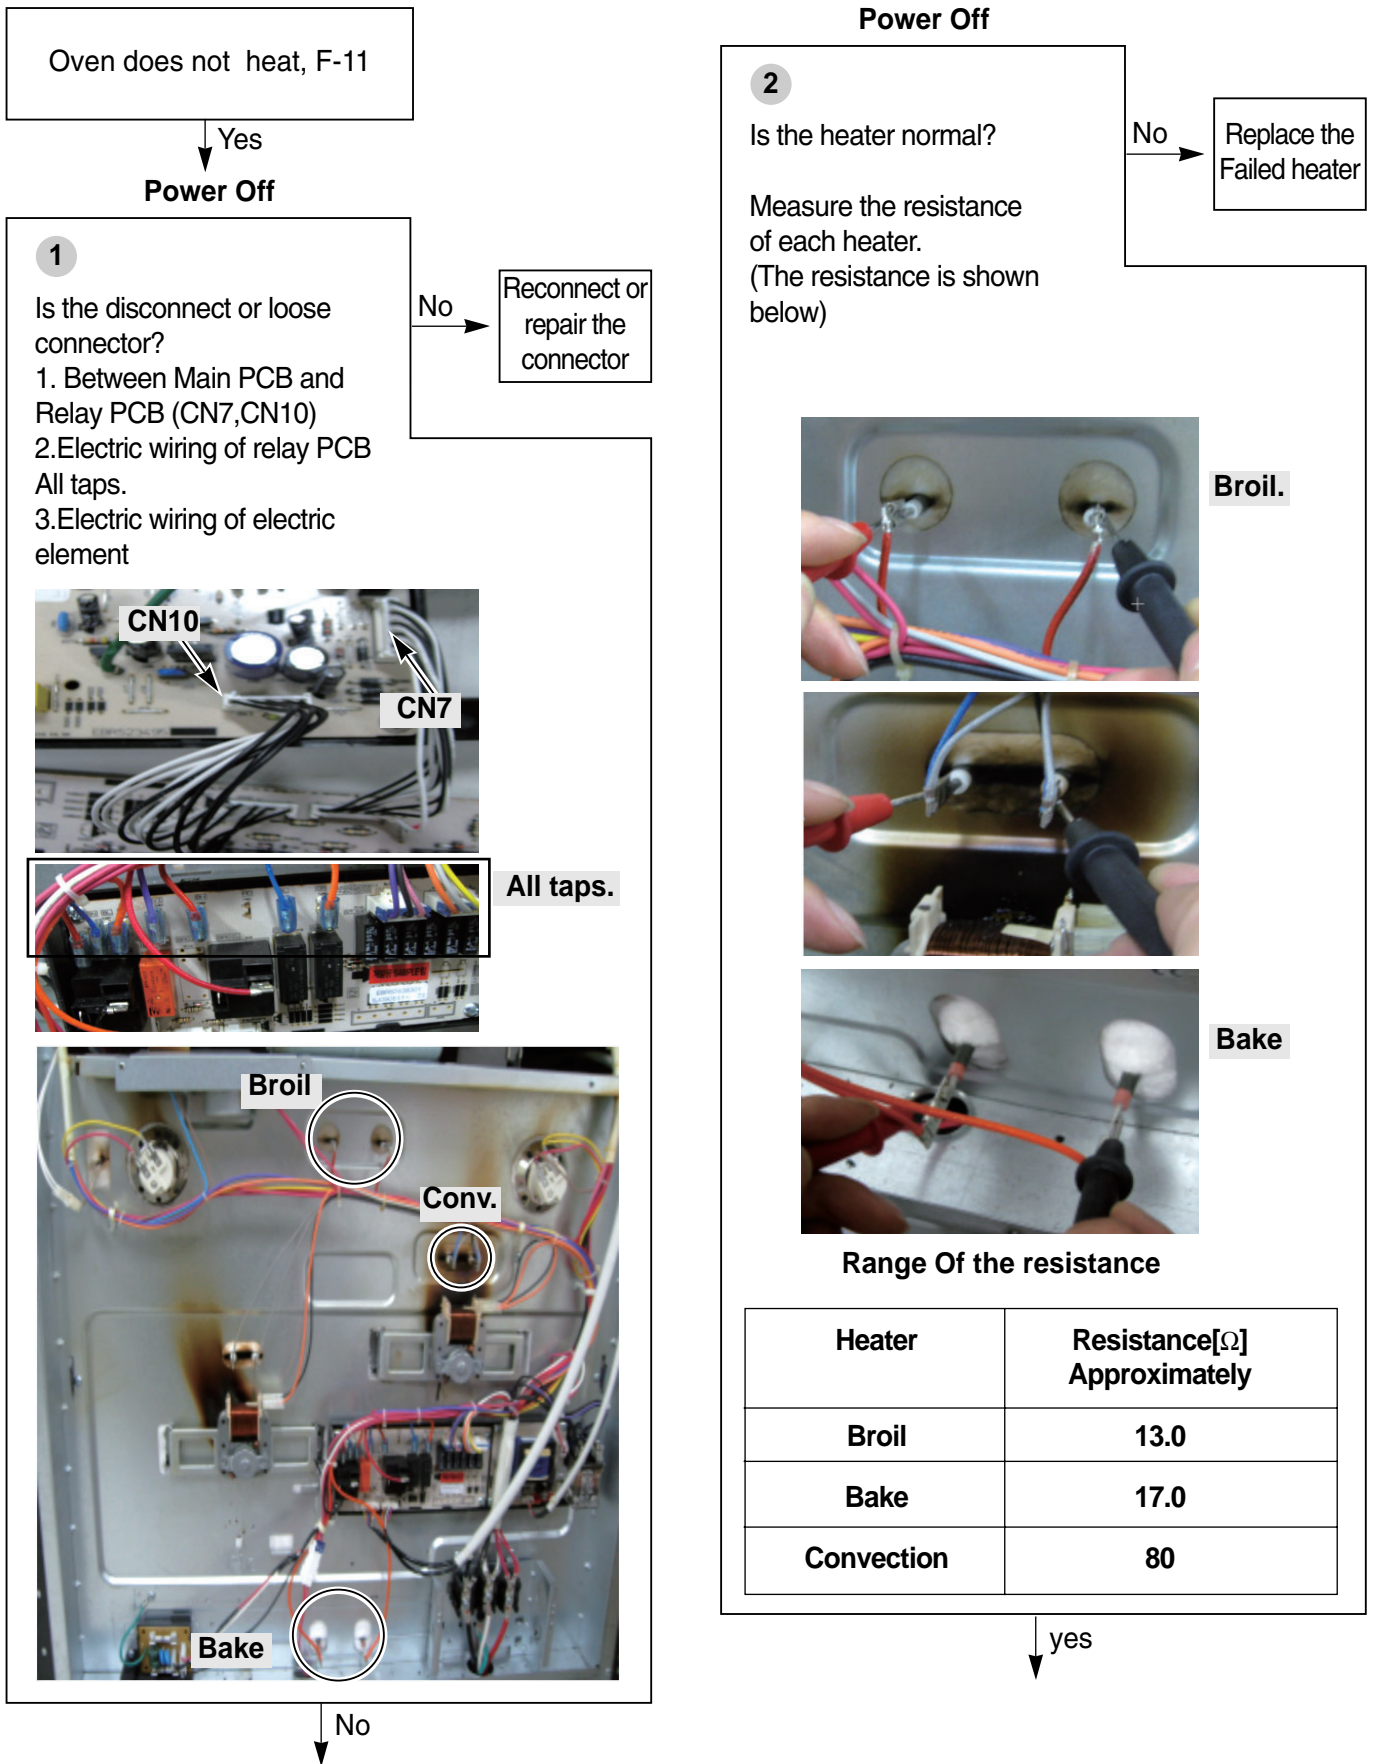 Oven does not  heat, F-11
Yes
Power Off
1
Is the disconnect or loose
connector?
1. Between Main PCB and
Relay PCB (CN7,CN10)
2.Electric wiring of relay PCB
All taps.
3.Electric wiring of electric
element
No
Reconnect or
repair the
connector
CN10
CN7
All taps.
Broil
Conv.
Bake
No
Power Off
2
Is the heater normal?
Measure the resistance
of each heater.
(The resistance is shown
below)
No
Replace the
Failed heater
Broil.
Bake
Range Of the resistance
Heater
Resistance[Ω]
Approximately
Broil
13.0
Bake
17.0
Convection
80
yes